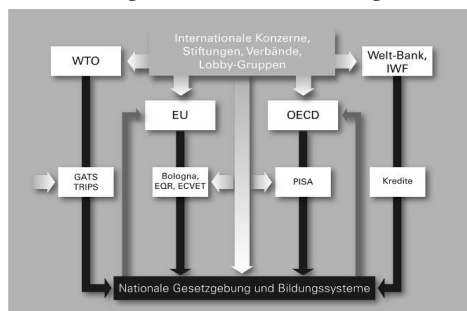 Internationale Konzerne,
Stiftungen, Verbände,
Lobby-Gruppen
WTO
Welt-Bank,
IWF
EU
OECD
GATS
TRIPS
Bologna,
EQR, ECVET
PISA
Kredite
Nationale Gesetzgebung und Bildungssysteme